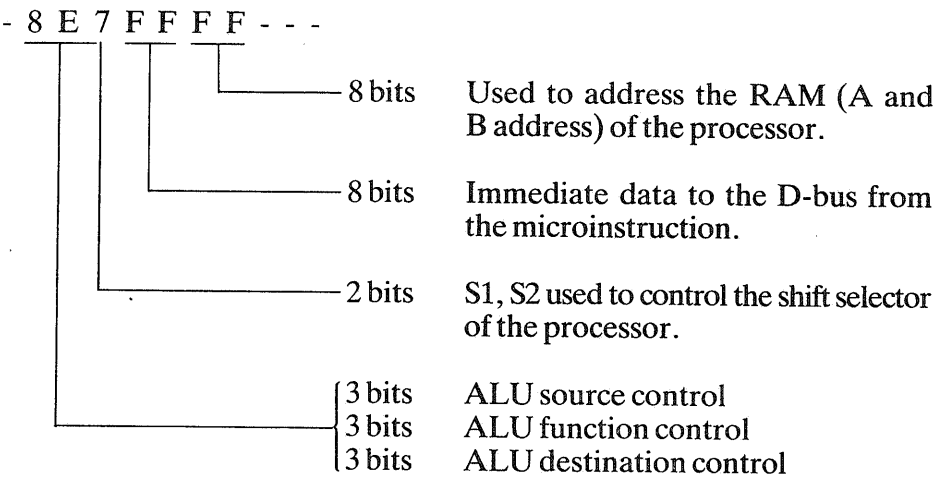 - 8 E 7 F F F F - - -
8 bits Used to address the RAM (A and
B address) of the processor.
8 bits Immediate data to the D-bus from
the microinstruction.
2 bits S1, S2 used to control the shift selector
of the processor.
3 bits ALU source control
3 bits ALU function control
3 bits ALU destination control